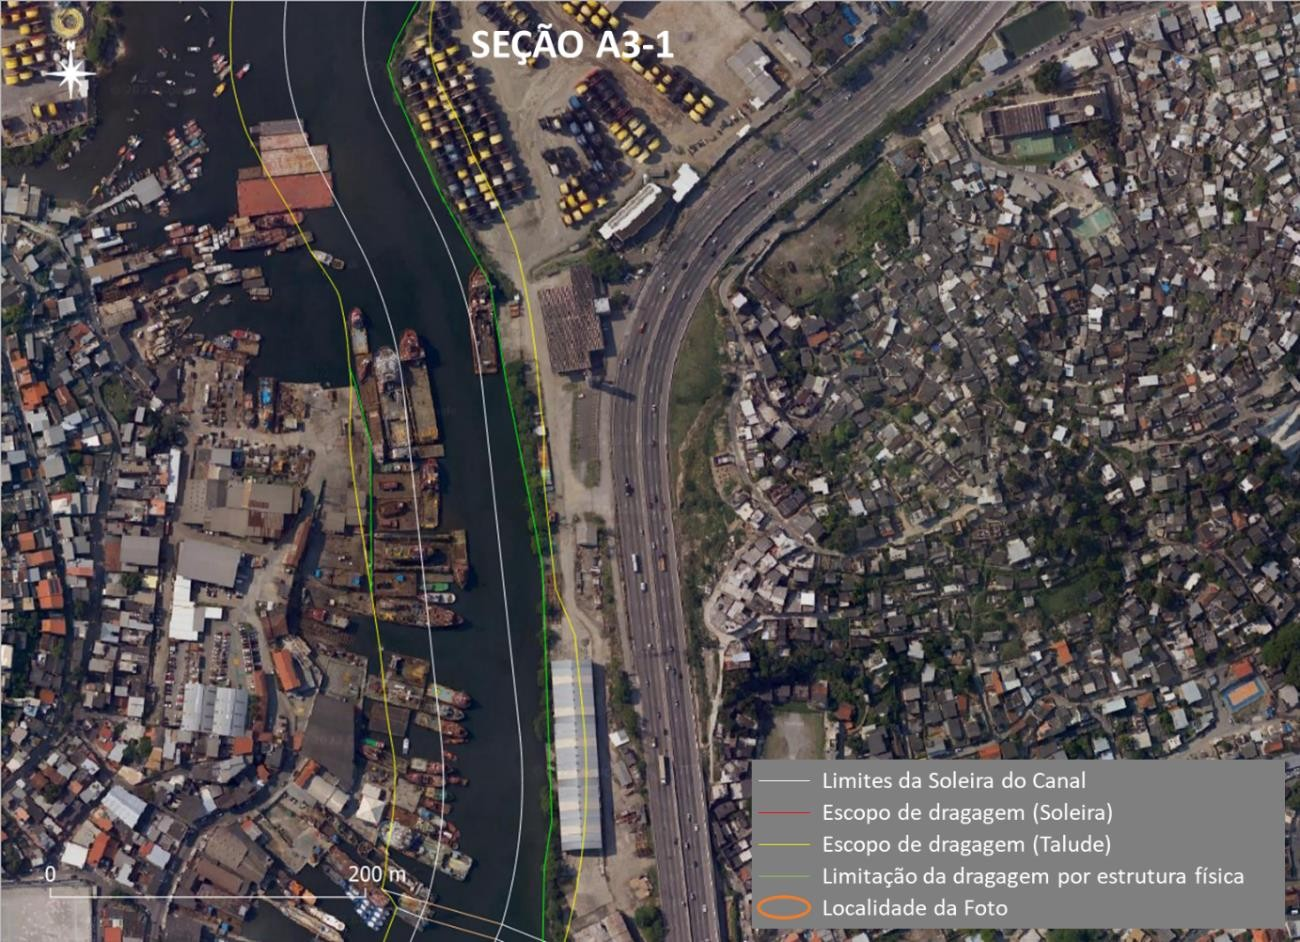 SEÇÃO A3-1
0 200 m
Limites da Soleira do Canal
Escopo de dragagem (Soleira)
Escopo de dragagem (Talude)
Limitação da dragagem por estrutura física
Localidade da Foto